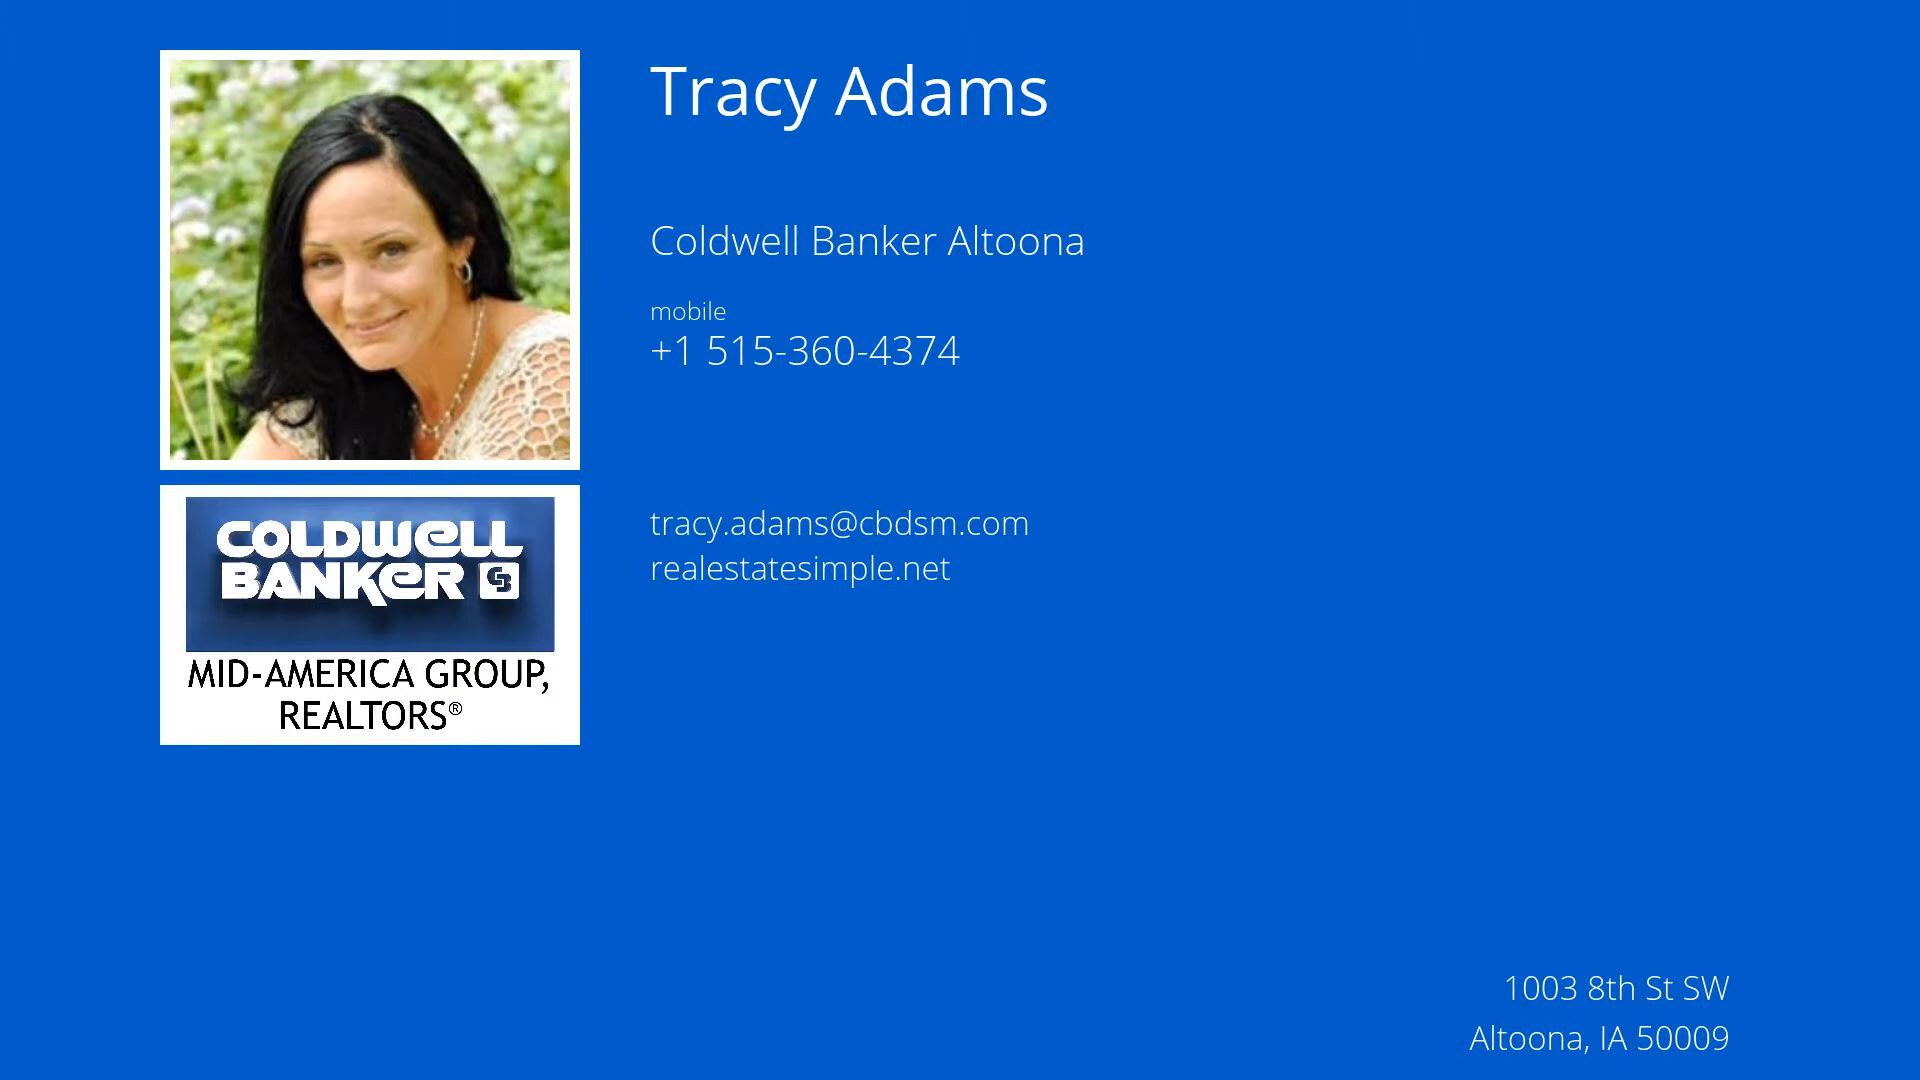 Tracy Adams
Coldwell Banker Altoona
mobile
+1 515-360-4374
tracy.adams@cbdsm.com
realestatesimple.net
COLDWELL
BANKER CB
MID-AMERICA GROUP,
REALTORS®
1003 8th St SW
Altoona, IA 50009